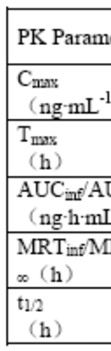 PK Param
Cmax
（ng·mL-1
Tmax
（h）
AUCinf/AU
（ng·h·mL
MRTinf/M
∞（h）
t1/2
（h）